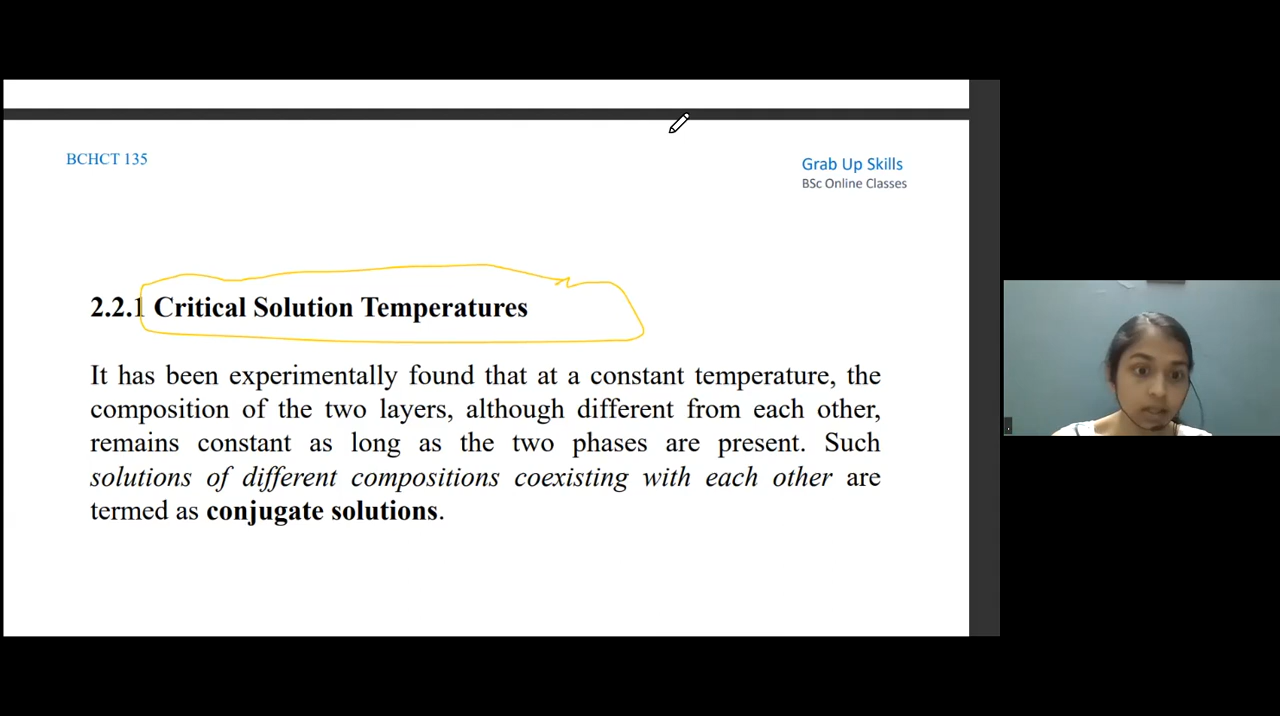 BCHCT 135
Grab Up Skills
BSc Online Classes
2.2.1 Critical Solution Temperatures
It has been experimentally found that at a constant temperature, the
composition of the two layers, although different from each other,
remains constant as long as the two phases are present. Such
solutions of different compositions coexisting with each other are
termed as conjugate solutions.